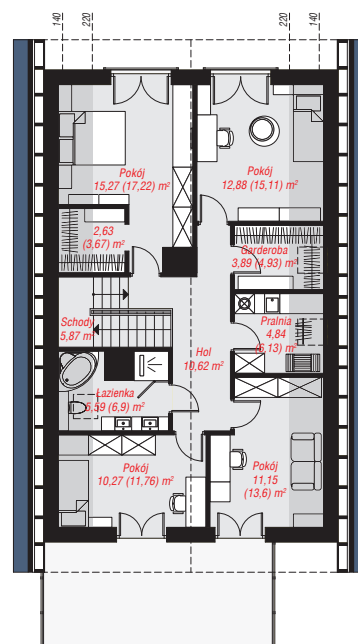 140
220
220
140
Pokój
15,27 (17,22) m²
Pokój
12,88 (15,11) m²
2,63
(3,67) m²
Garderoba
3,89 (4,93) m²
Schody
5,87 m²
Hol
10,62 m²
Pralnia
4,84
(6,13) m²
Łazienka
5,59 (6,9) m²
Pokój
10,27 (11,76) m²
Pokój
11,15
(13,6) m²